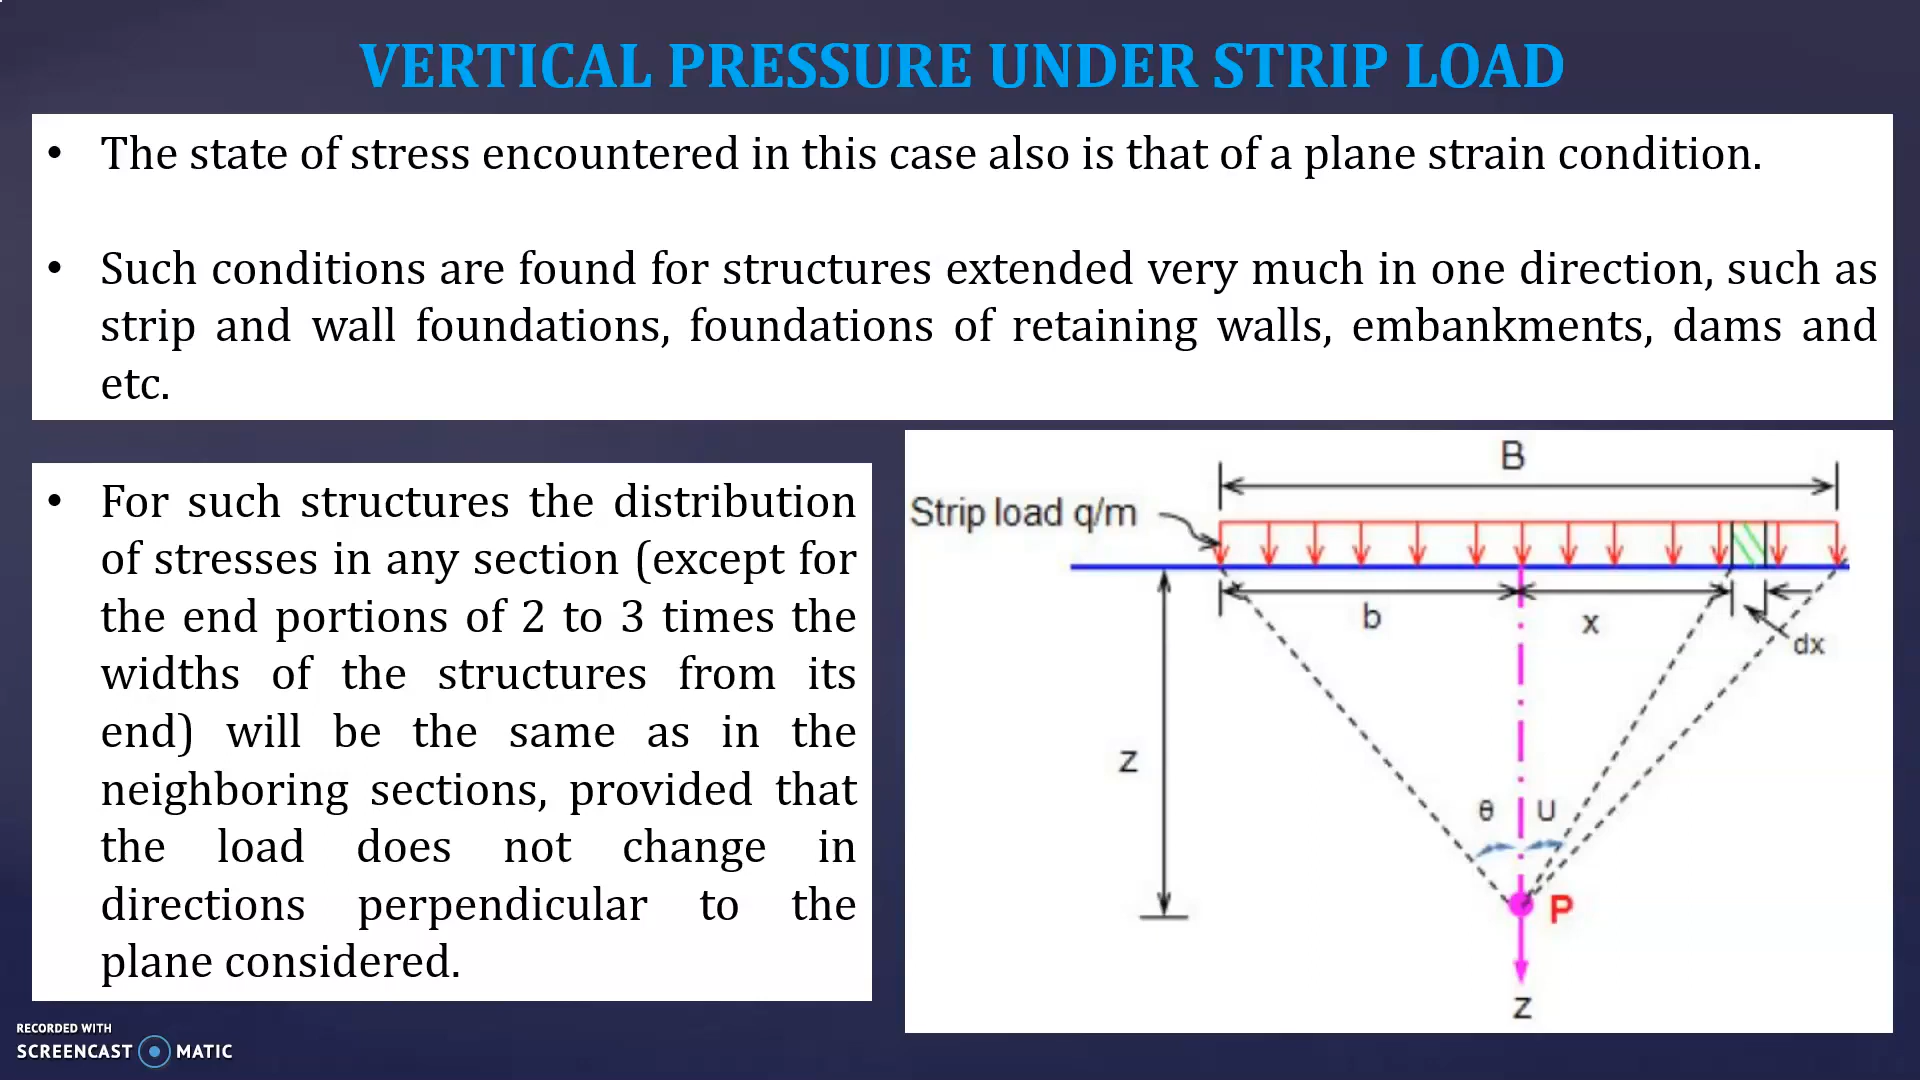 VERTICAL PRESSURE UNDER STRIP LOAD
• The state of stress encountered in this case also is that of a plane strain condition.
• Such conditions are found for structures extended very much in one direction, such as
strip and wall foundations, foundations of retaining walls, embankments, dams and
etc.
• For such structures the distribution
of stresses in any section (except for
the end portions of 2 to 3 times the
widths of the structures from its
end) will be the same as in the
neighboring sections, provided that
the load does not change in
directions perpendicular to the
plane considered.
B
Strip load q/m
b
x
dx
z
θ
U
P
z
RECORDED WITH
SCREENCAST MATIC